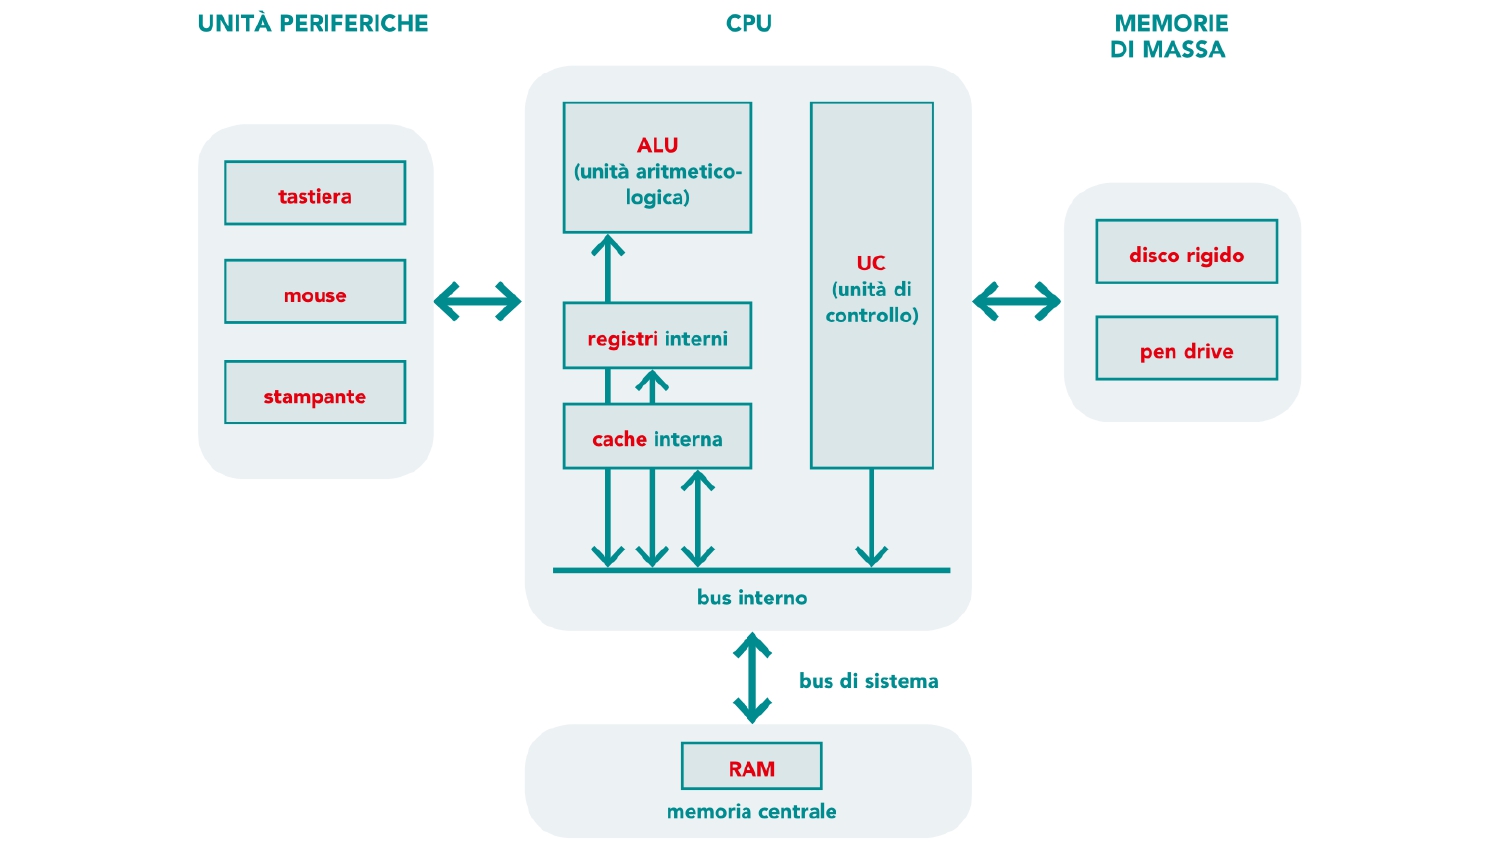 UNITÀ PERIFERICHE
tastiera
mouse
stampante
CPU
ALU
(unità aritmetico-
logica)
registri interni
cache interna
UC
(unità di
controllo)
bus interno
bus di sistema
RAM
memoria centrale
MEMORIE
DI MASSA
disco rigido
pen drive